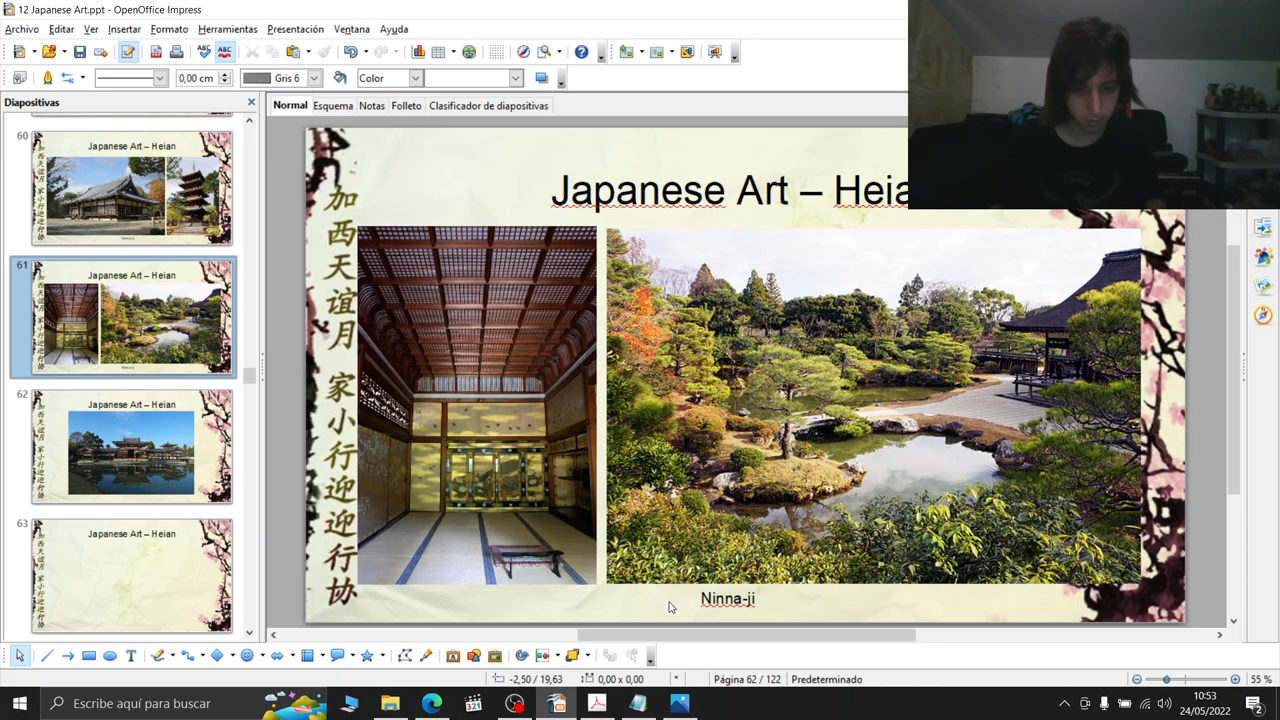 12 Japanese Art.ppt - OpenOffice Impress
Archivo Editar Ver Insertar Formato Herramientas Presentación Ventana Ayuda
0,00 cm Gris 6 Color
Diapositivas
Normal Esquema Notas Folleto Clasificador de diapositivas
60
Japanese Art – Heian
61
Japanese Art – Heian
62
Japanese Art – Heian
63
Japanese Art – Heian
Japanese Art – Heia
加
西
天
谊
月
家
小
行
迎
迎
行
协
Ninna-ji
-2,50 / 19,63 0,00 x 0,00 * Página 62 / 122 Predeterminado 55 %
Escribe aquí para buscar
321
10:53
24/05/2022
2